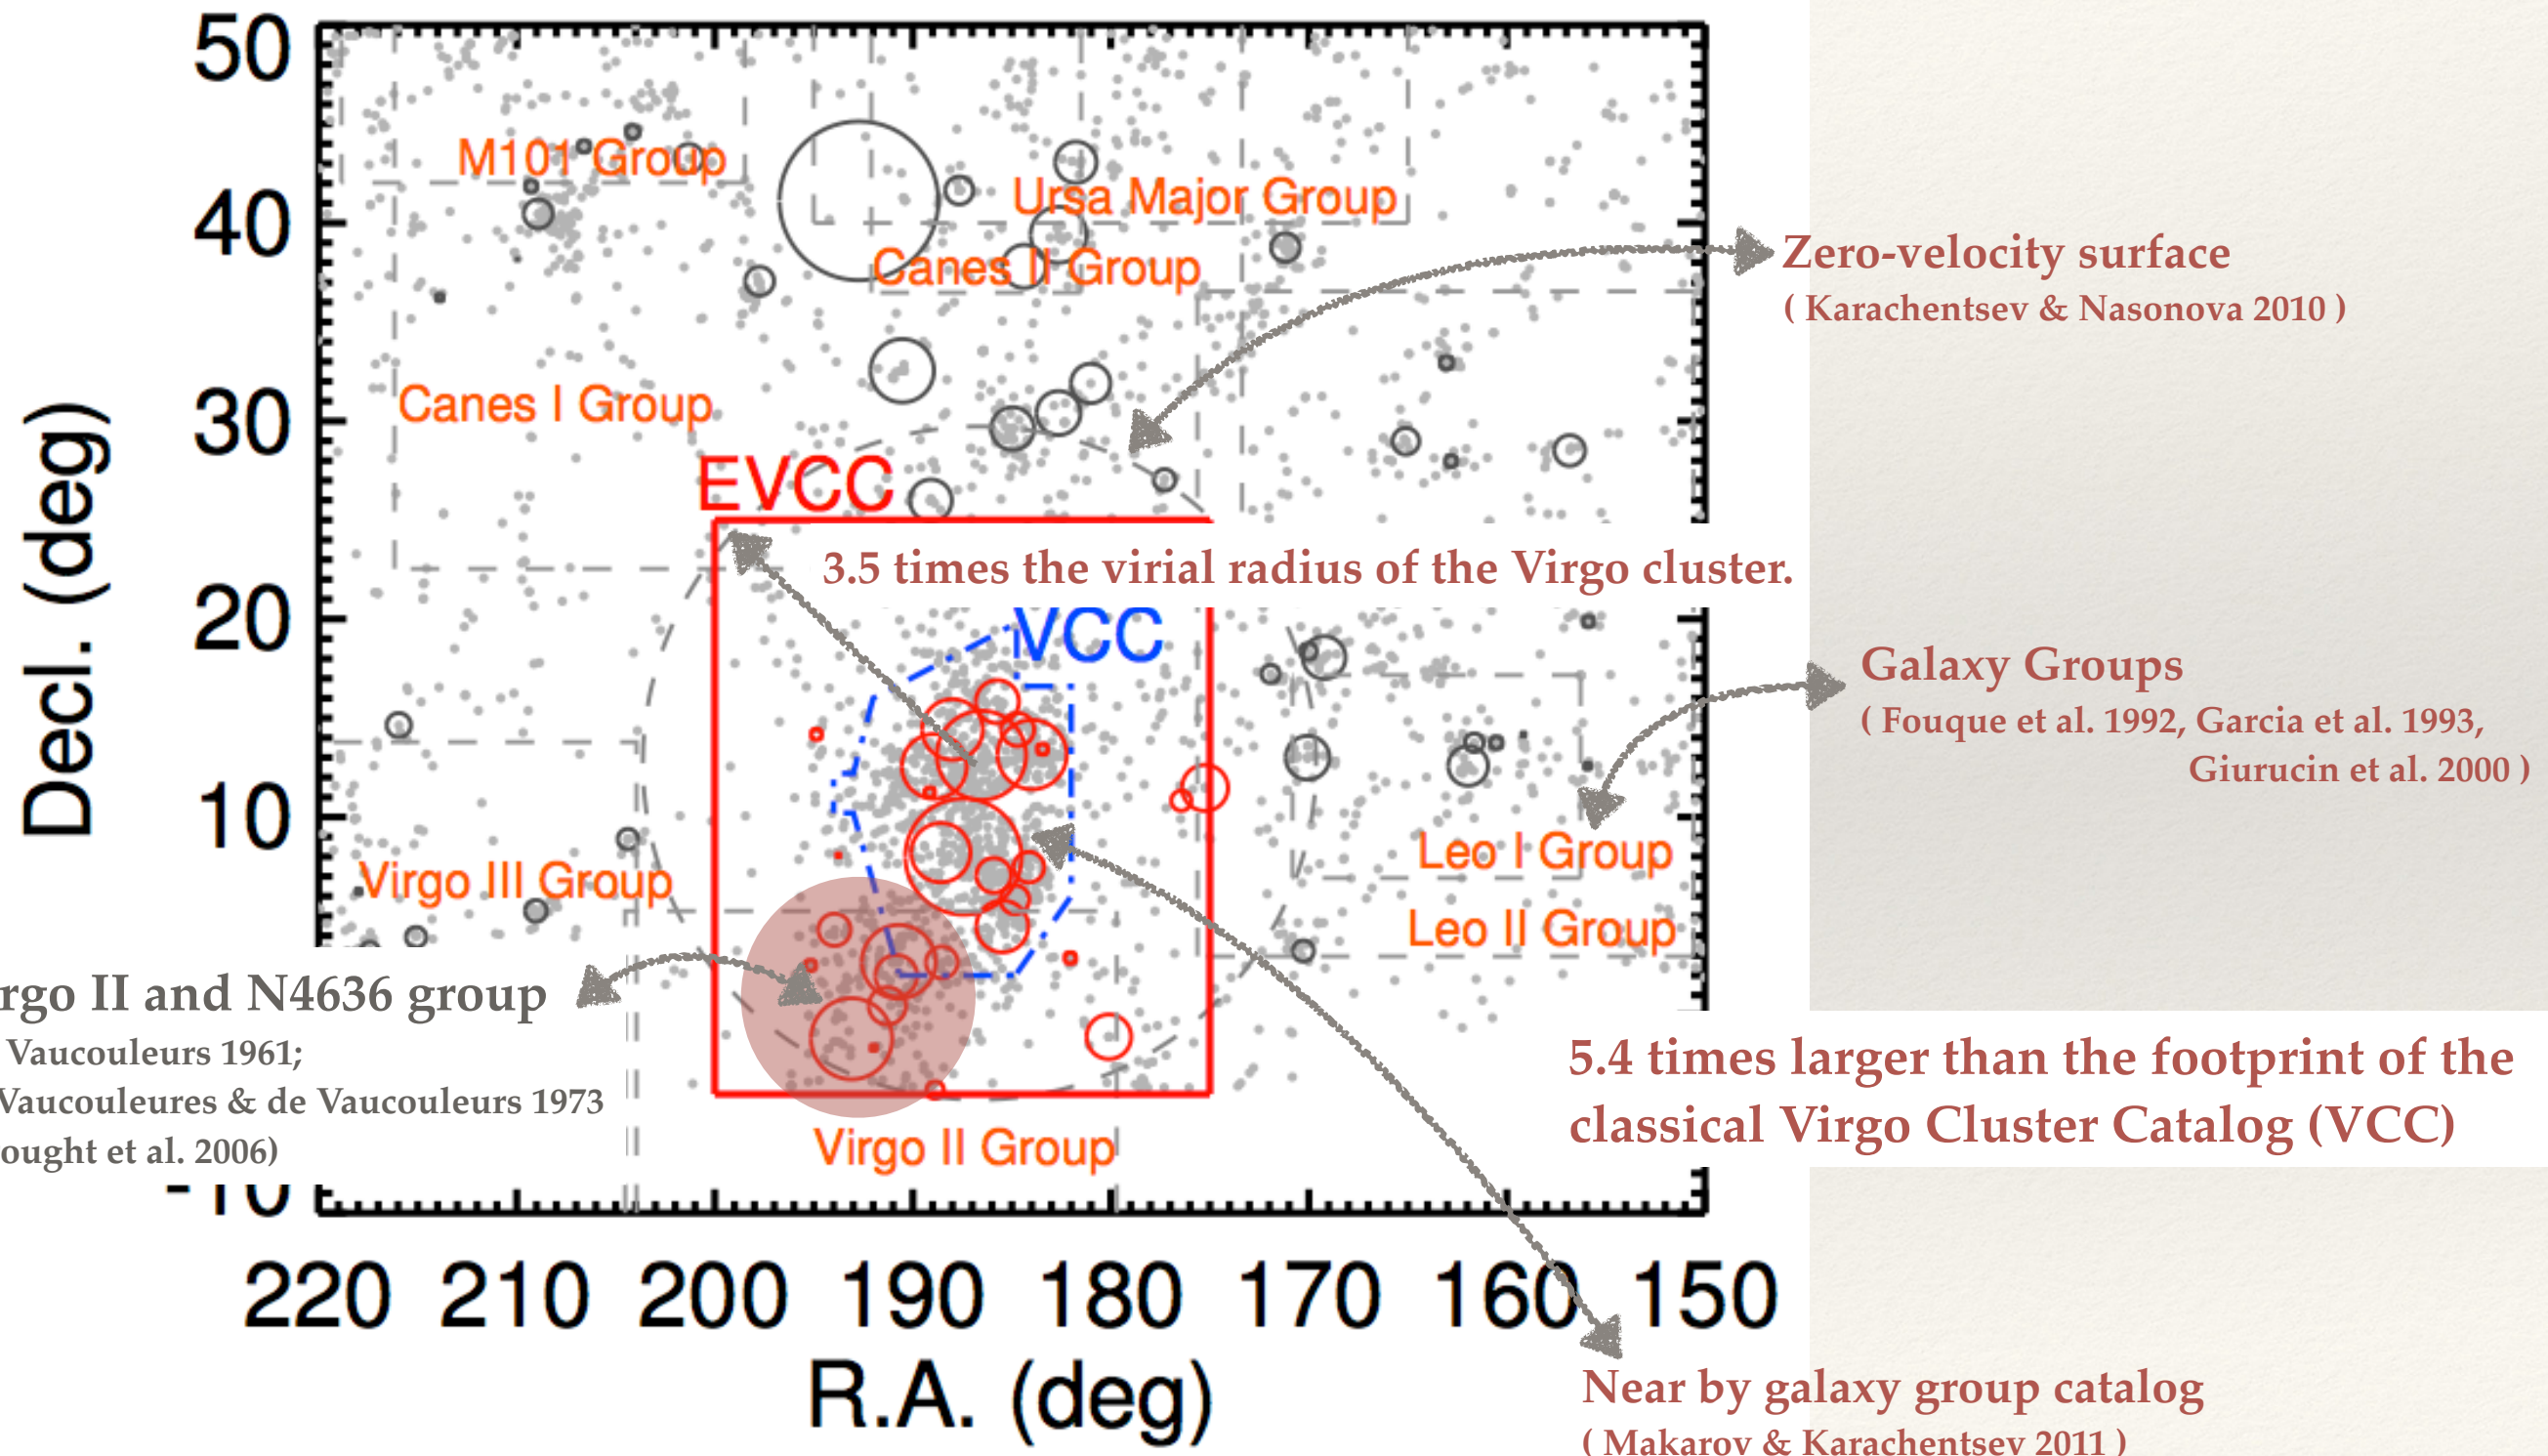 50
M101 Group
Ursa Major Group
40
Canes II Group
Zero-velocity surface
( Karachentsev & Nasonova 2010 )
Canes I Group
30
EVCC
3.5 times the virial radius of the Virgo cluster.
20
VCC
Galaxy Groups
( Fouque et al. 1992, Garcia et al. 1993,
Giurucin et al. 2000 )
10
Leo I Group
Virgo III Group
Leo II Group
Decl. (deg)
rgo II and N4636 group
Vaucouleurs 1961;
Vaucouleures & de Vaucouleurs 1973
ought et al. 2006)
5.4 times larger than the footprint of the
classical Virgo Cluster Catalog (VCC)
Virgo II Group
-10
220 210 200 190 180 170 160 150
R.A. (deg)
Near by galaxy group catalog
( Makarov & Karachentsev 2011 )